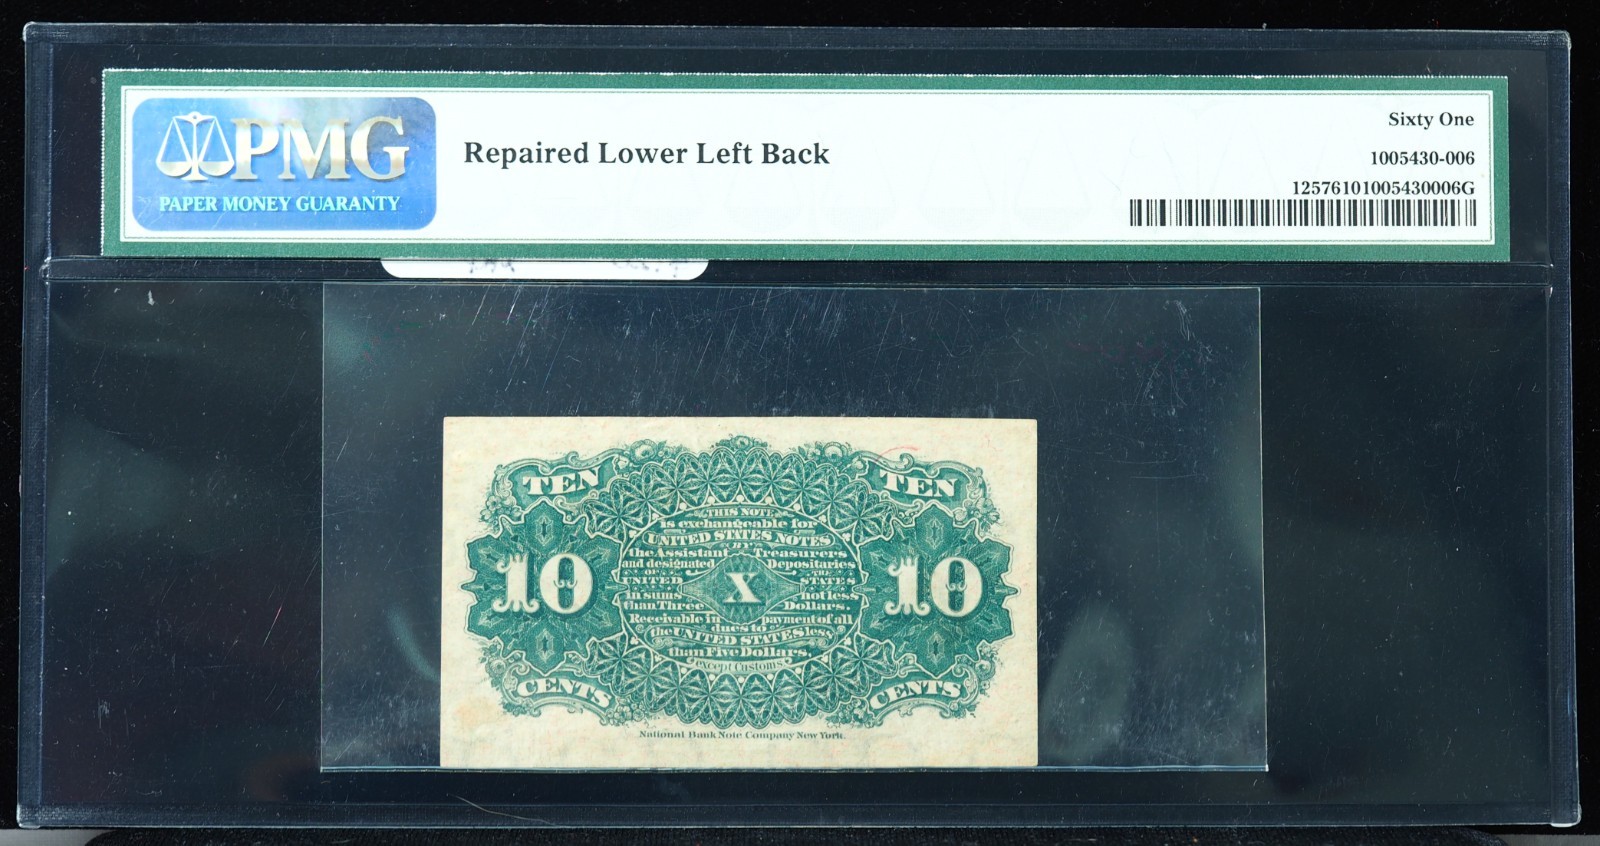 PMG
PAPER MONEY GUARANTY
Repaired Lower Left Back
Sixty One
1005430-006
12576101005430006G
TEN
TEN
10
10
THIS NOTE
is exchangeable for
UNITED STATES NOTES
BY
the Assistant Treasurers
and designated Depositaries
OF THE
UNITED STATES
in sums not less
than Three Dollars.
X
Receivable in payment of all
dues to
the UNITED STATES less
than Five Dollars,
except Customs
CENTS
CENTS
National Bank Note Company New York.